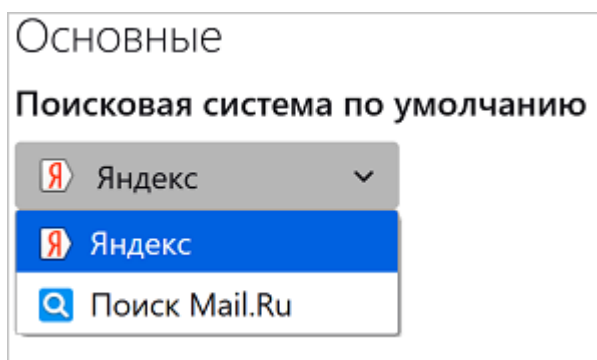 Основные
Поисковая система по умолчанию
Яндекс
Яндекс
Поиск Mail.Ru